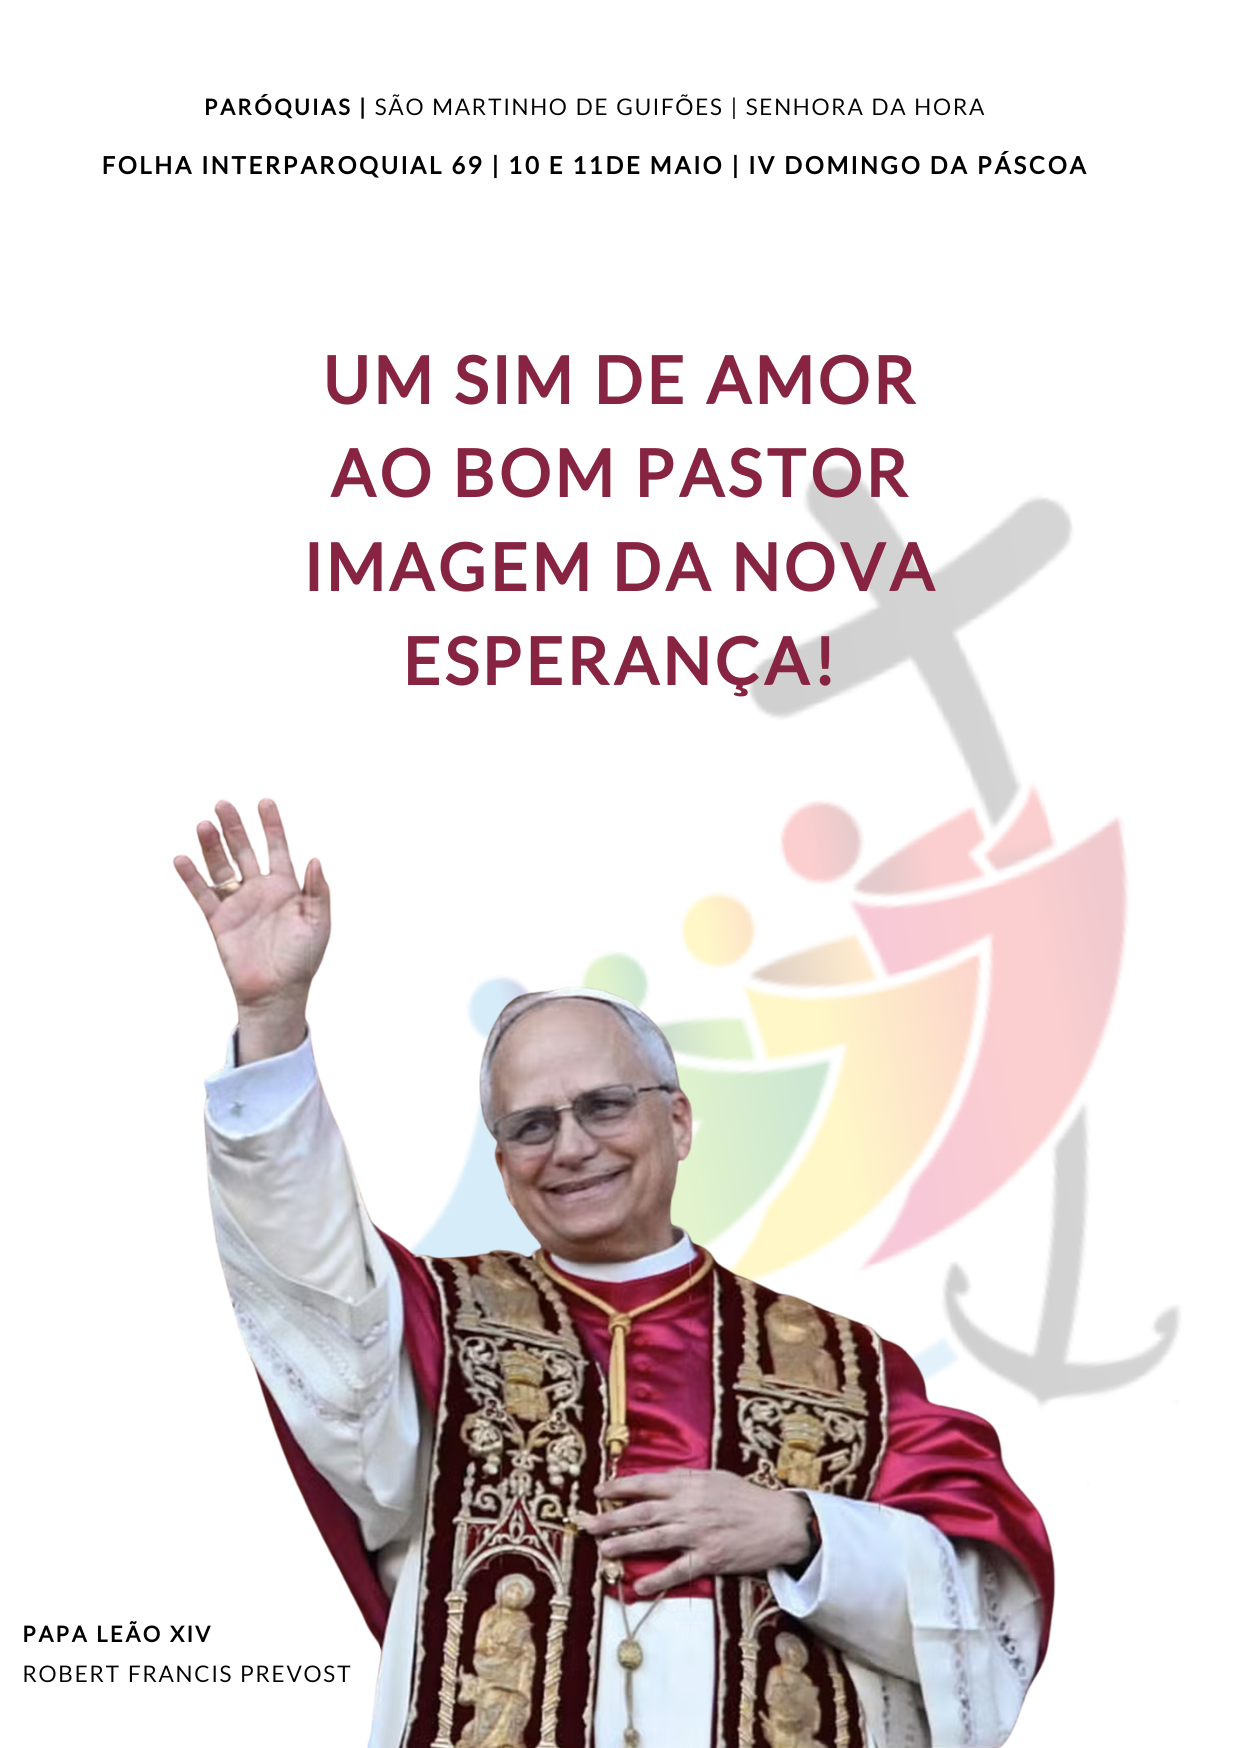 PARÓQUIAS | SÃO MARTINHO DE GUIFÕES | SENHORA DA HORA
FOLHA INTERPAROQUIAL 69 | 10 E 11DE MAIO | IV DOMINGO DA PÁSCOA
UM SIM DE AMOR
AO BOM PASTOR
IMAGEM DA NOVA
ESPERANÇA!
PAPA LEÃO XIV
ROBERT FRANCIS PREVOST